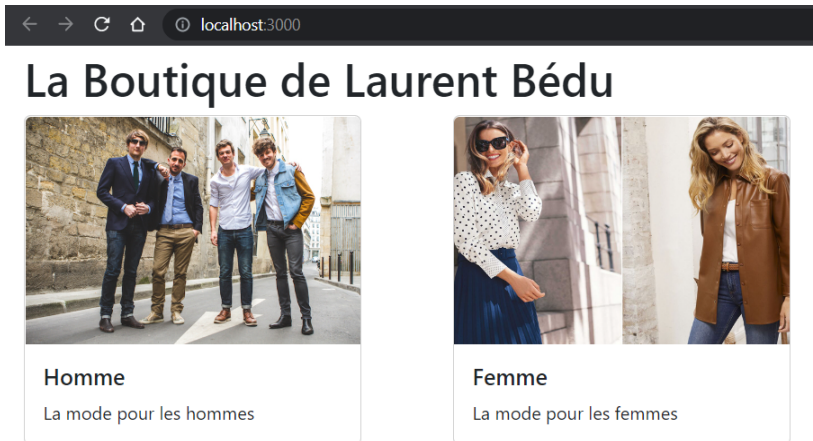 localhost:3000
La Boutique de Laurent Bédu
Homme
La mode pour les hommes
Femme
La mode pour les femmes